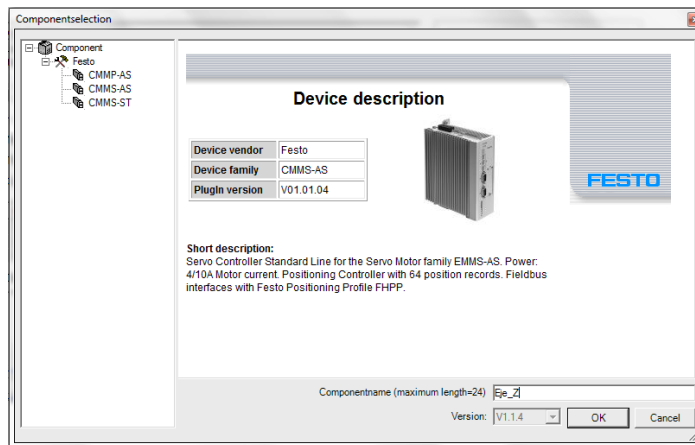 Componentselection
Component
Festo
CMMP-AS
CMMS-AS
CMMS-ST
Device description
Device vendor Festo
Device family CMMS-AS
PlugIn version V01.01.04
FESTO
Short description:
Servo Controller Standard Line for the Servo Motor family EMMS-AS. Power:
4/10A Motor current. Positioning Controller with 64 position records. Fieldbus
interfaces with Festo Positioning Profile FHPP.
Componentname (maximum length=24) Eje_Z
Version: V1.1.4 OK Cancel